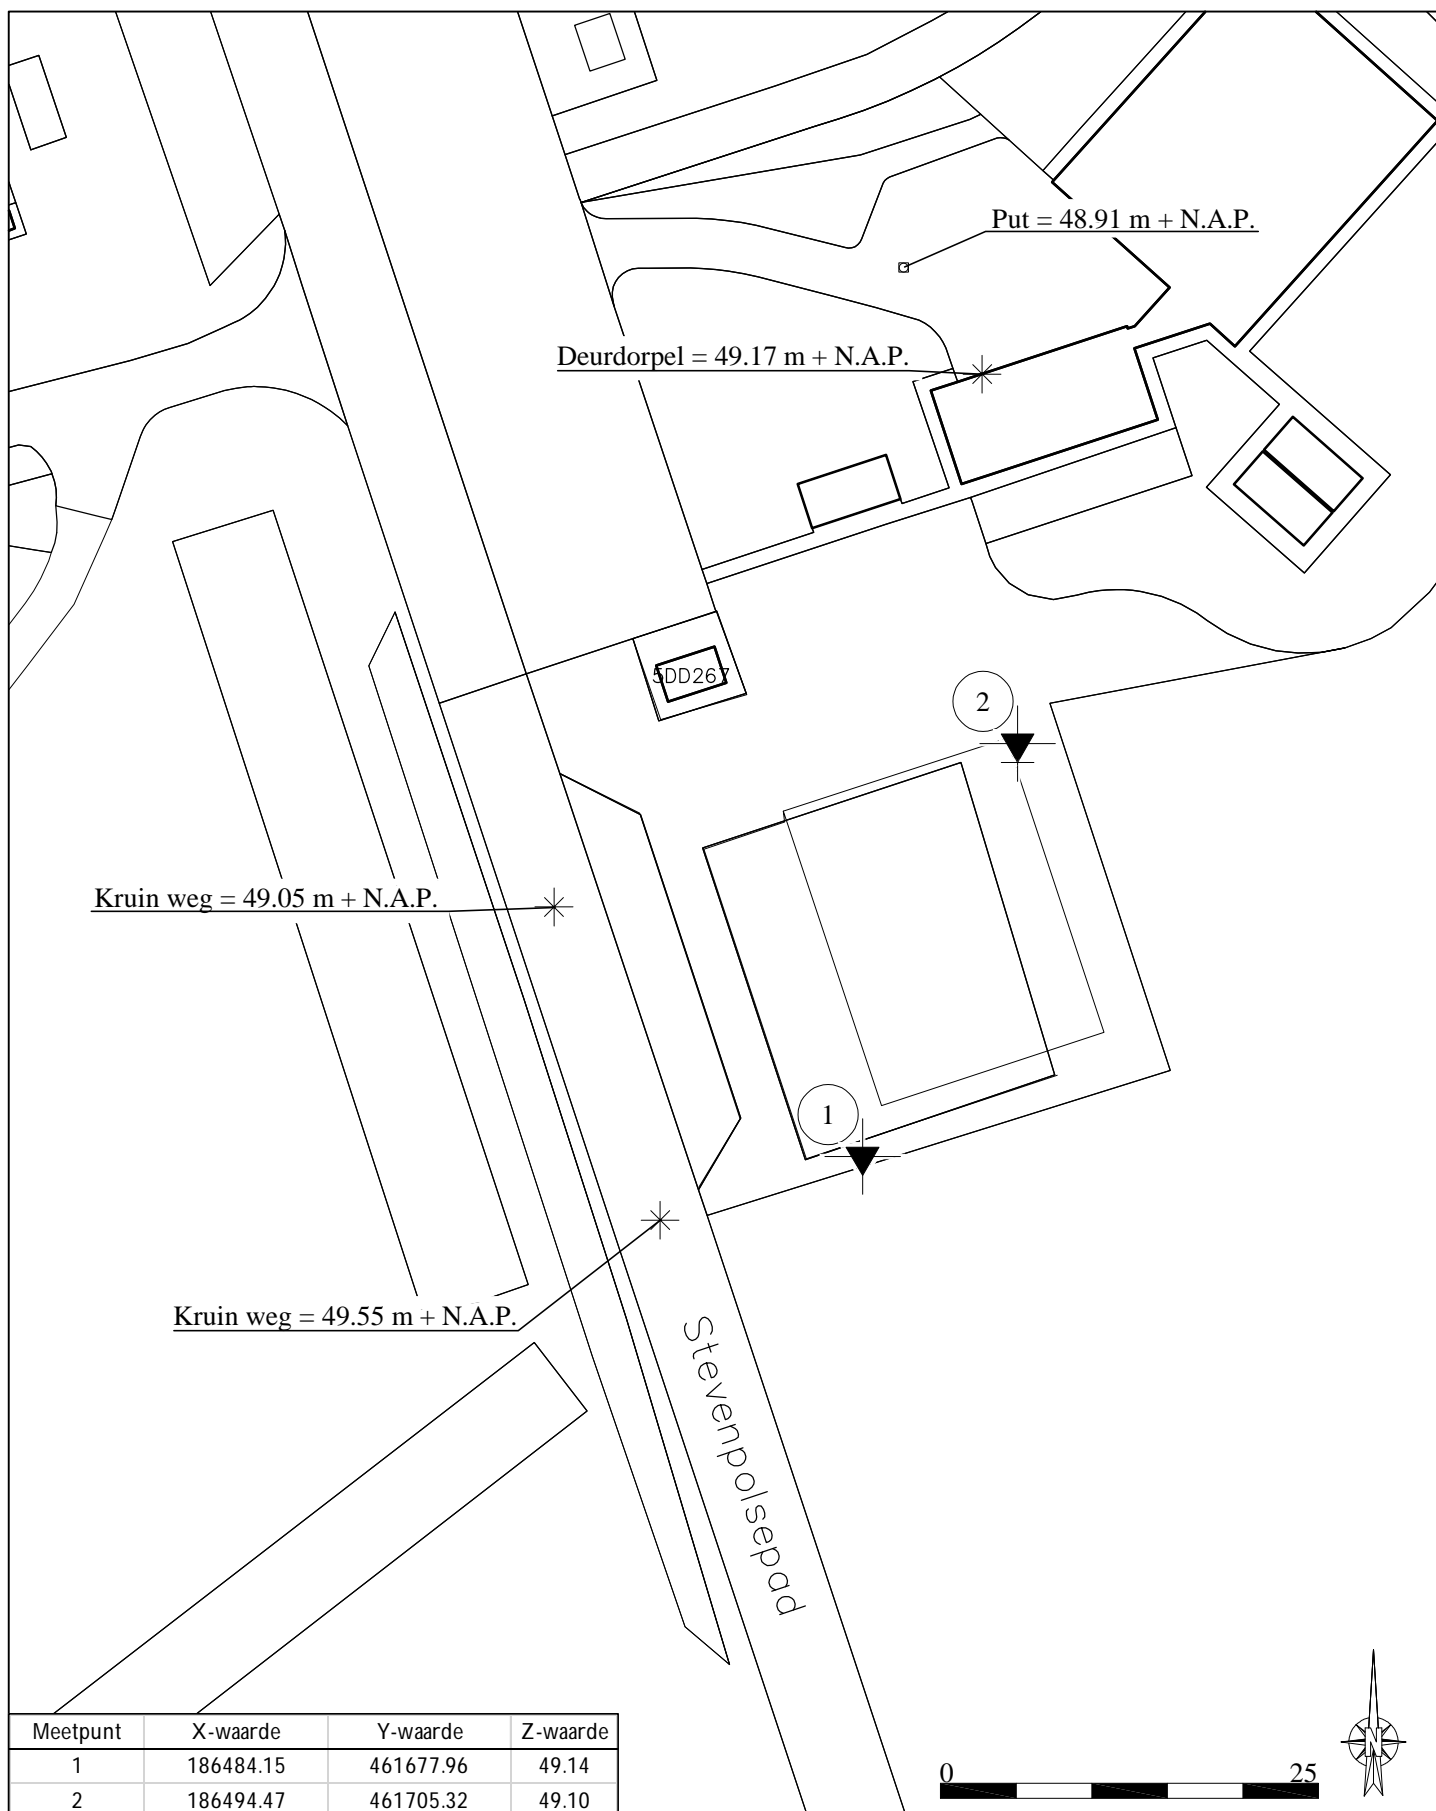 Put = 48.91 m + N.A.P.
Deurdorpel = 49.17 m + N.A.P.
5DD267
2
Kruin weg = 49.05 m + N.A.P.
1
Kruin weg = 49.55 m + N.A.P.
Stevenpolsepad
Meetpunt X-waarde Y-waarde Z-waarde
1 186484.15 461677.96 49.14
2 186494.47 461705.32 49.10
0 25
N